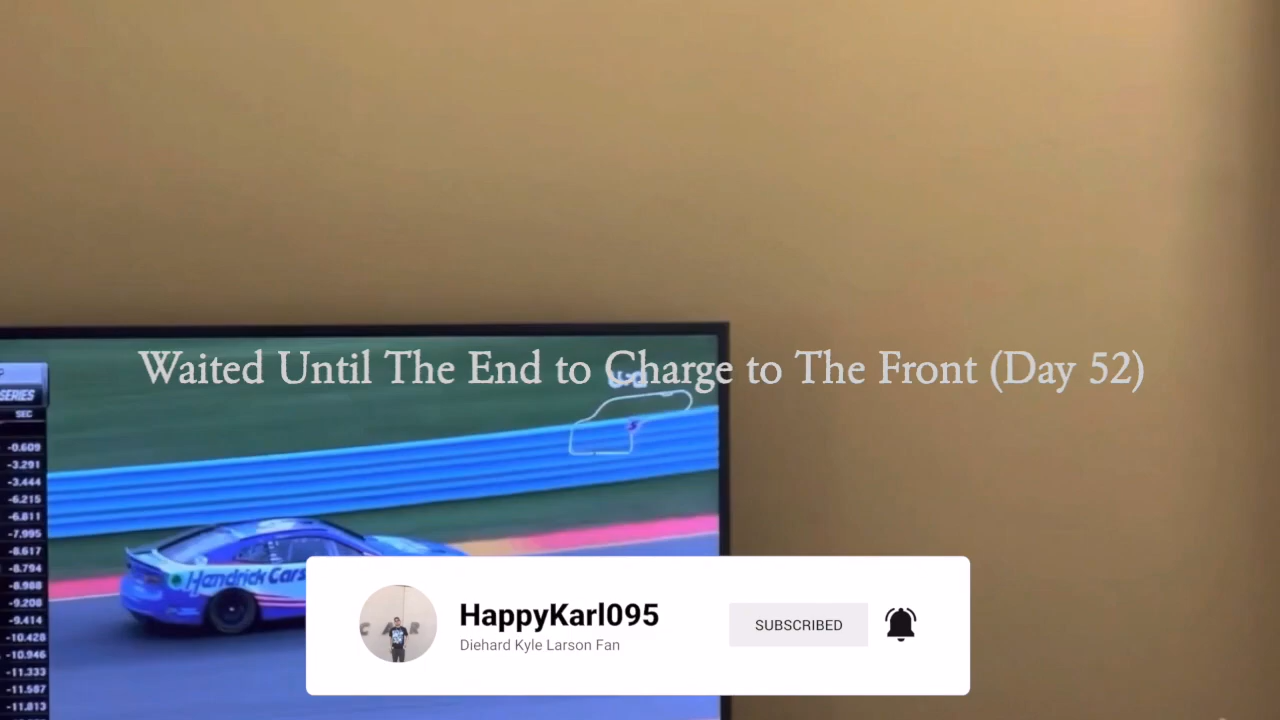 Waited Until The End to Charge to The Front (Day 52)
SERIES
SEC
-0.609
-3.291
-3.444
-6.215
-6.811
-7.995
-8.617
-8.794
-8.988
-9.208
-9.414
-10.428
-10.946
-11.333
-11.587
-11.813
Hendrick Cars
HappyKarl095
Diehard Kyle Larson Fan
SUBSCRIBED